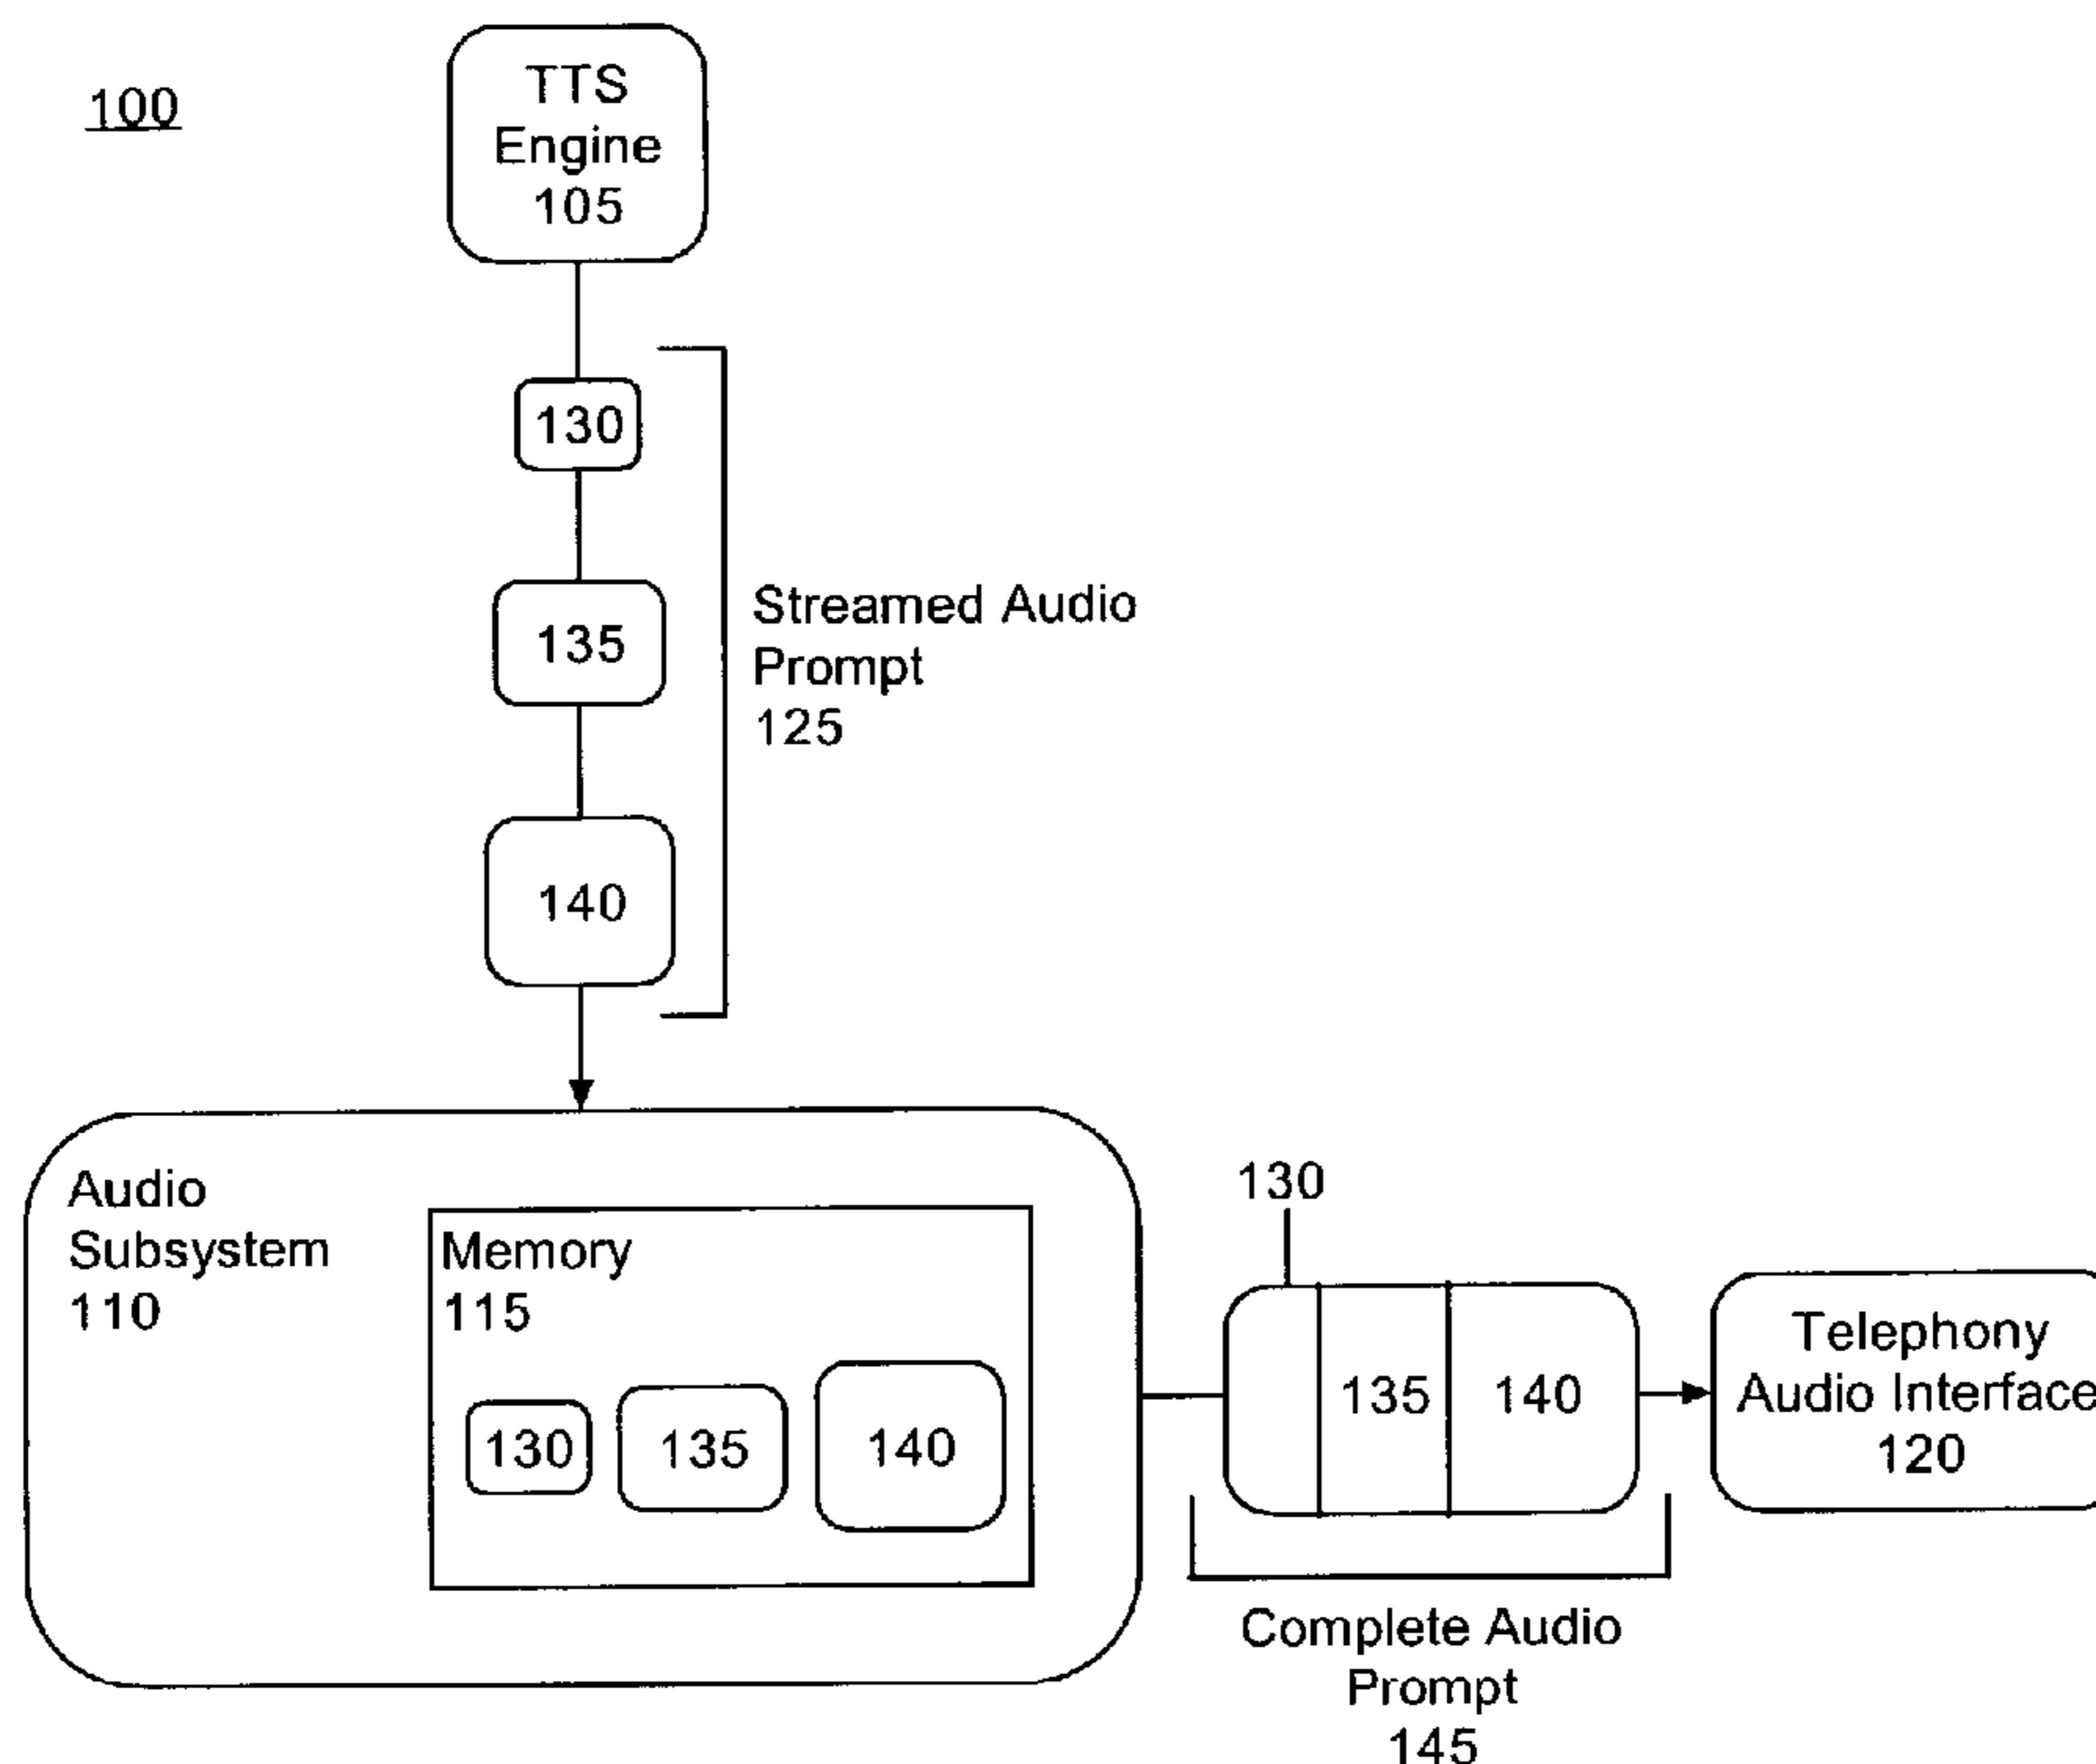 100
TTS
Engine
105
130
135
140
Streamed Audio
Prompt
125
Audio
Subsystem
110
Memory
115
130
135
140
130
135
140
Telephony
Audio Interface
120
Complete Audio
Prompt
145